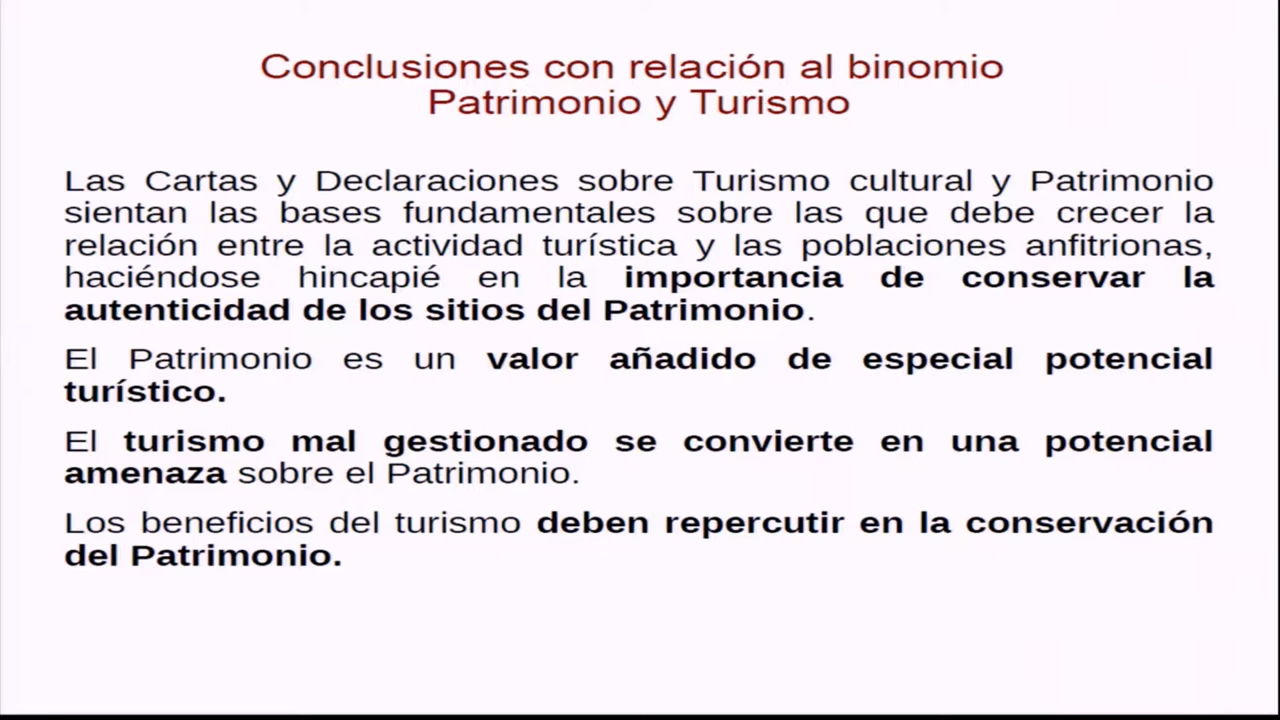 Conclusiones con relación al binomio
Patrimonio y Turismo
Las Cartas y Declaraciones sobre Turismo cultural y Patrimonio
sientan las bases fundamentales sobre las que debe crecer la
relación entre la actividad turística y las poblaciones anfitrionas,
haciéndose hincapié en la importancia de conservar la
autenticidad de los sitios del Patrimonio.
El Patrimonio es un valor añadido de especial potencial
turístico.
El turismo mal gestionado se convierte en una potencial
amenaza sobre el Patrimonio.
Los beneficios del turismo deben repercutir en la conservación
del Patrimonio.